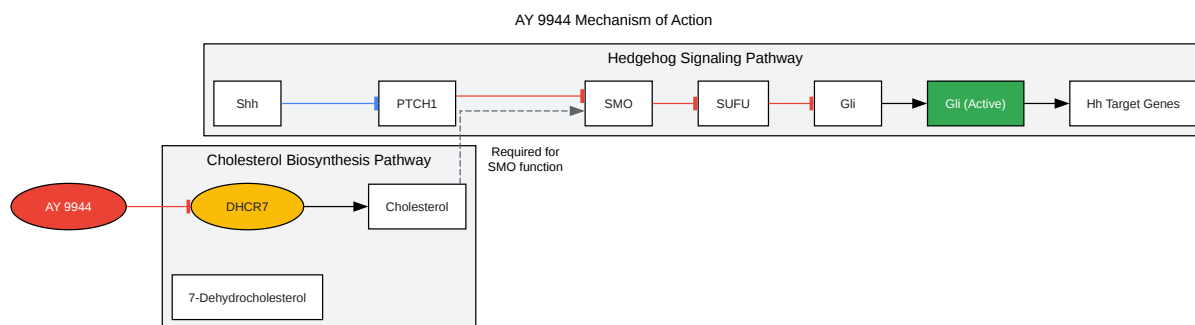 AY 9944 Mechanism of Action
Hedgehog Signaling Pathway
Shh
PTCH1
SMO
SUFU
Gli
Gli (Active)
Hh Target Genes
Required for
SMO function
Cholesterol Biosynthesis Pathway
AY 9944
DHCR7
Cholesterol
7-Dehydrocholesterol